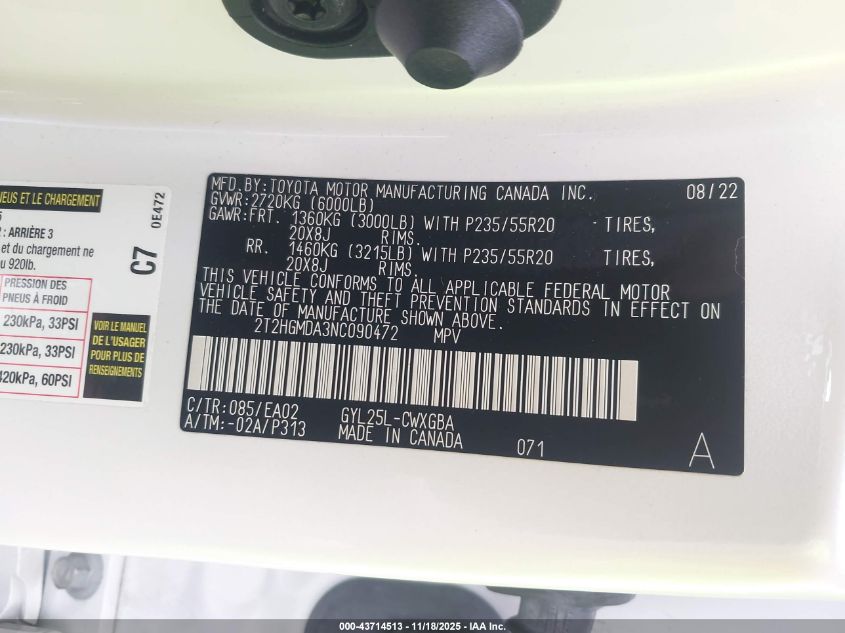 NEUS ET LE CHARGEMENT
: ARRIÈRE 3
et du chargement ne
u 920lb.
PRESSION DES
PNEUS À FROID
230kPa, 33PSI
230kPa, 33PSI
420kPa, 60PSI
VOIR LE MANUEL
DE L'USAGER
POUR PLUS DE
RENSEIGNEMENTS
C7
0E472
MFD.BY:TOYOTA MOTOR MANUFACTURING CANADA INC. 08/22
GVWR:2720KG (6000LB)
GAWR:FRT. 1360KG (3000LB) WITH P235/55R20 TIRES,
20X8J RIMS.
RR. 1460KG (3215LB) WITH P235/55R20 TIRES,
20X8J RIMS.
THIS VEHICLE CONFORMS TO ALL APPLICABLE FEDERAL MOTOR
VEHICLE SAFETY AND THEFT PREVENTION STANDARDS IN EFFECT ON
THE DATE OF MANUFACTURE SHOWN ABOVE.
2T2HGMDA3NC090472 MPV
C/TR:085/EA02 GYL25L-CWXGBA
A/TM:-02A/P313 MADE IN CANADA 071 A
000-43714513 - 11/18/2025 - IAA Inc.